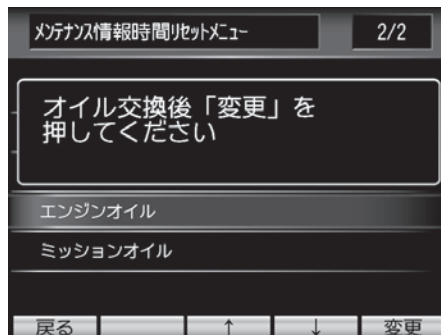 メンテナンス情報時間リセットメニュー
2/2
オイル交換後「変更」を
押してください
エンジンオイル
ミッションオイル
戻る
↑
↓
変更